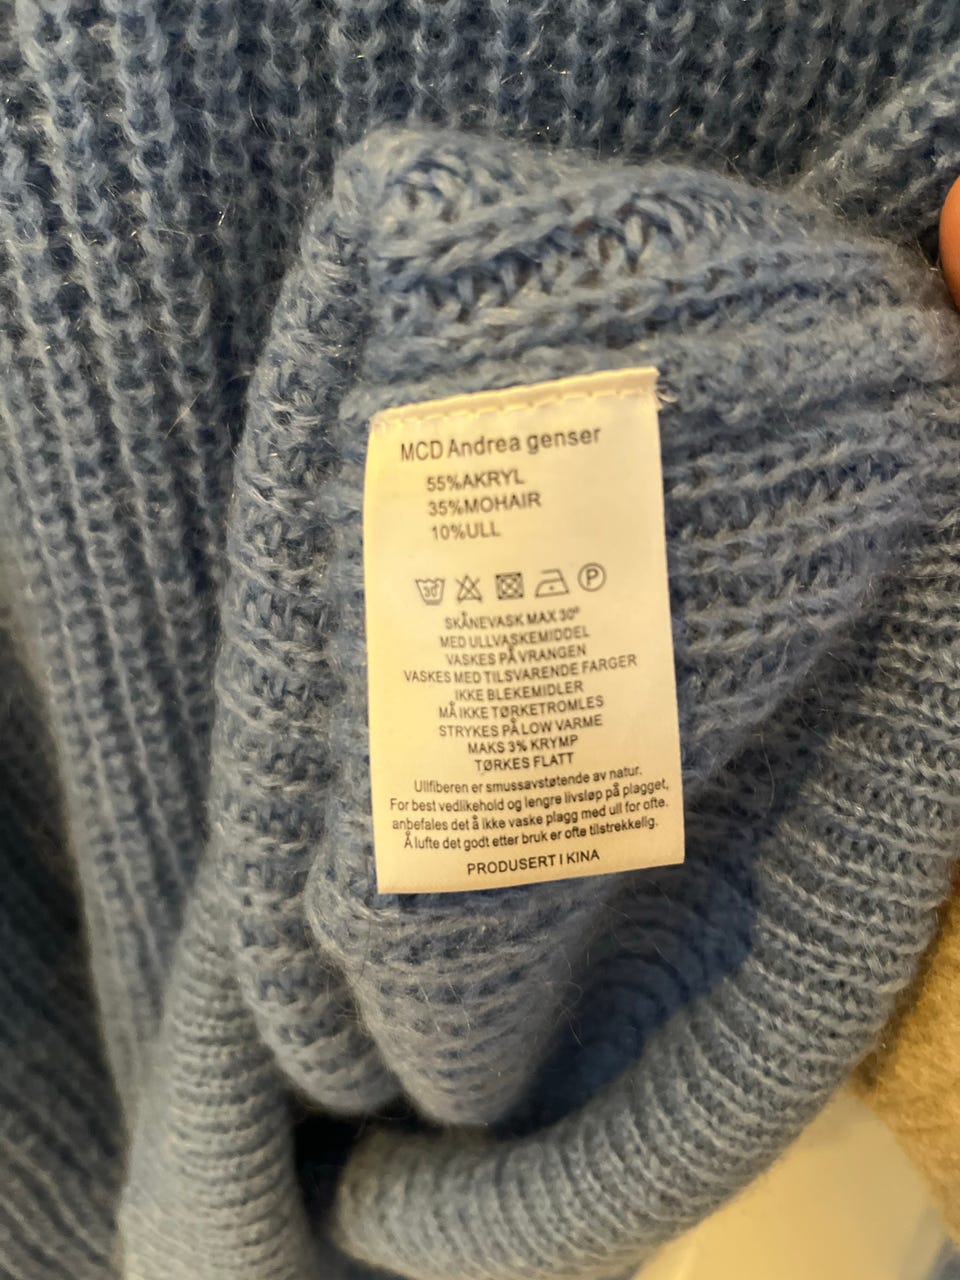 MCD Andrea genser
55%AKRYL
35%MOHAIR
10%ULL
30° P
SKÅNEVASK MAX 30°
MED ULLVASKEMIDDEL
VASKES PÅ VRANGEN
VASKES MED TILSVARENDE FARGER
IKKE BLEKEMIDLER
MÅ IKKE TØRKETROMLES
STRYKES PÅ LOW VARME
MAKS 3% KRYMP
TØRKES FLATT
Ullfiberen er smussavstøtende av natur.
For best vedlikehold og lengre livsløp på plagget,
anbefales det å ikke vaske plagg med ull for ofte.
Å lufte det godt etter bruk er ofte tilstrekkelig.
PRODUSERT I KINA